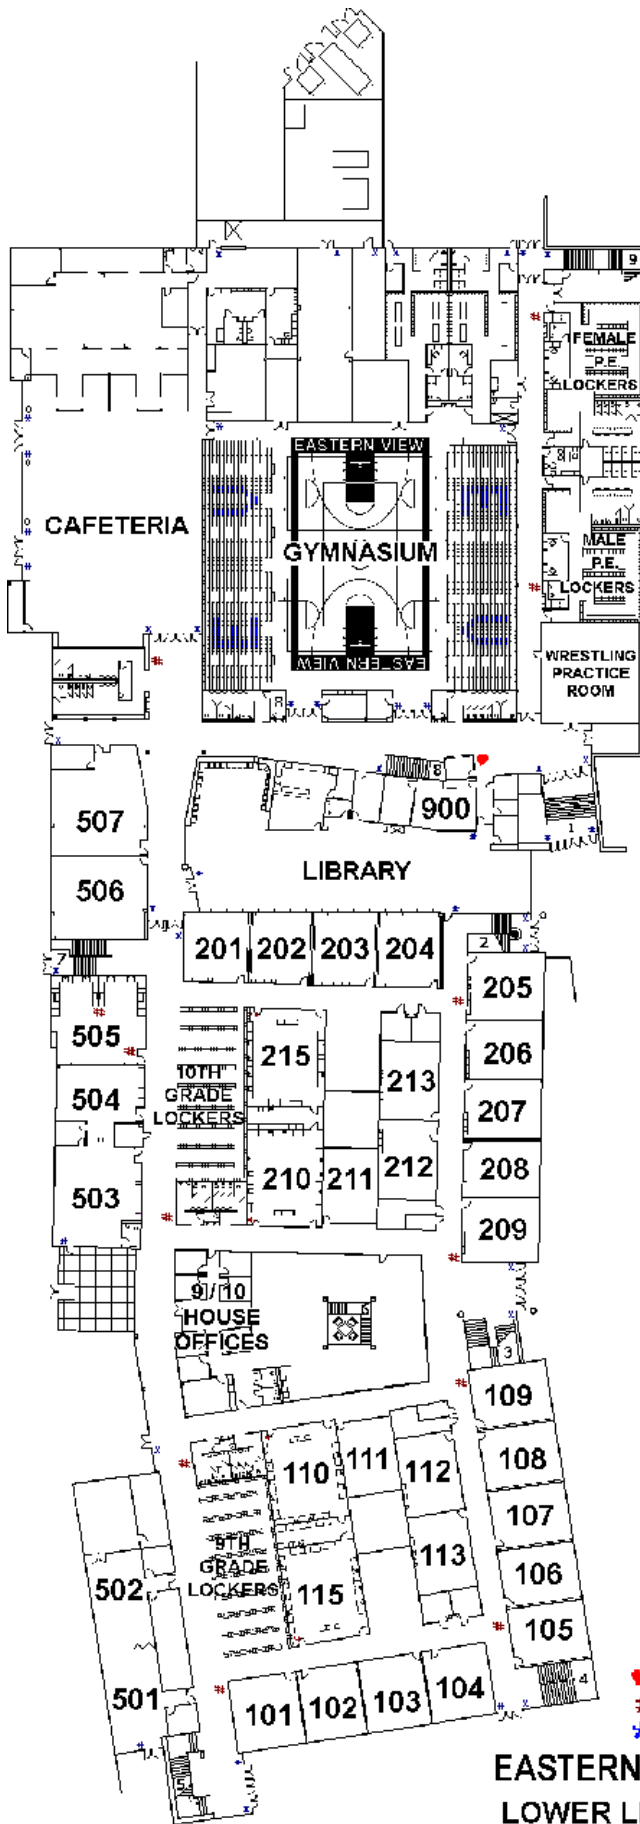 9
FEMALE
P.E.
LOCKERS
EASTERN VIEW
CAFETERIA
GYMNASIUM
MALE
P.E.
LOCKERS
EASTERN VIEW
WRESTLING
PRACTICE
ROOM
8
507
900
1
LIBRARY
506
201 202 203 204
2
7
205
505
215
206
10TH
GRADE
LOCKERS
213
504
207
210 211 212
208
503
209
9 / 10
HOUSE
OFFICES
3
109
110 111 112
108
107
9TH
GRADE
LOCKERS
113
106
502
115
105
501
101 102 103 104
4
5
EASTERN
LOWER L